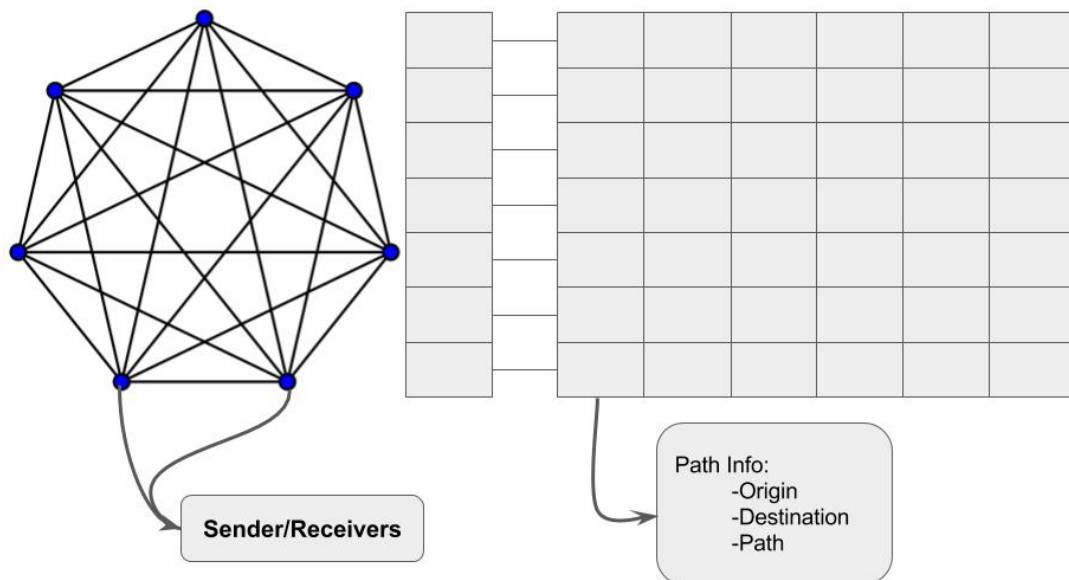 Path Info:
-Origin
-Destination
-Path
Sender/Receivers